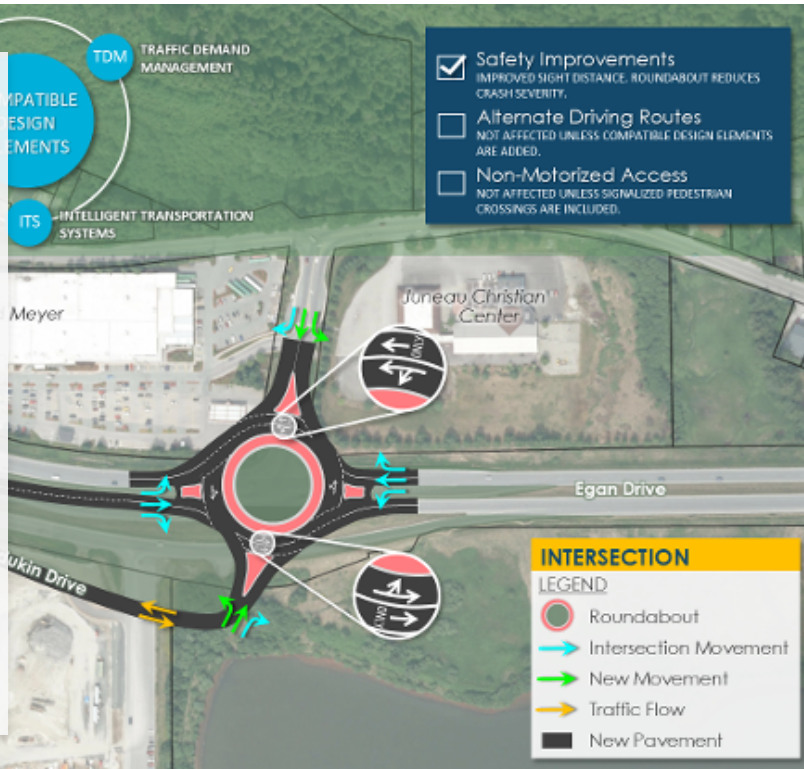 TDM
TRAFFIC DEMAND
MANAGEMENT
MPATIBLE
DESIGN
EMENTS
ITS
INTELLIGENT TRANSPORTATION
SYSTEMS
Safety Improvements
IMPROVED SIGHT DISTANCE. ROUNDABOUT REDUCES
CRASH SEVERITY.
Alternate Driving Routes
NOT AFFECTED UNLESS COMPATIBLE DESIGN ELEMENTS
ARE ADDED.
Non-Motorized Access
NOT AFFECTED UNLESS SIGNALIZED PEDESTRIAN
CROSSINGS ARE INCLUDED.
Meyer
Juneau Christian
Center
ONLY
Egan Drive
ukin Drive
ONLY
INTERSECTION
LEGEND
Roundabout
Intersection Movement
New Movement
Traffic Flow
New Pavement